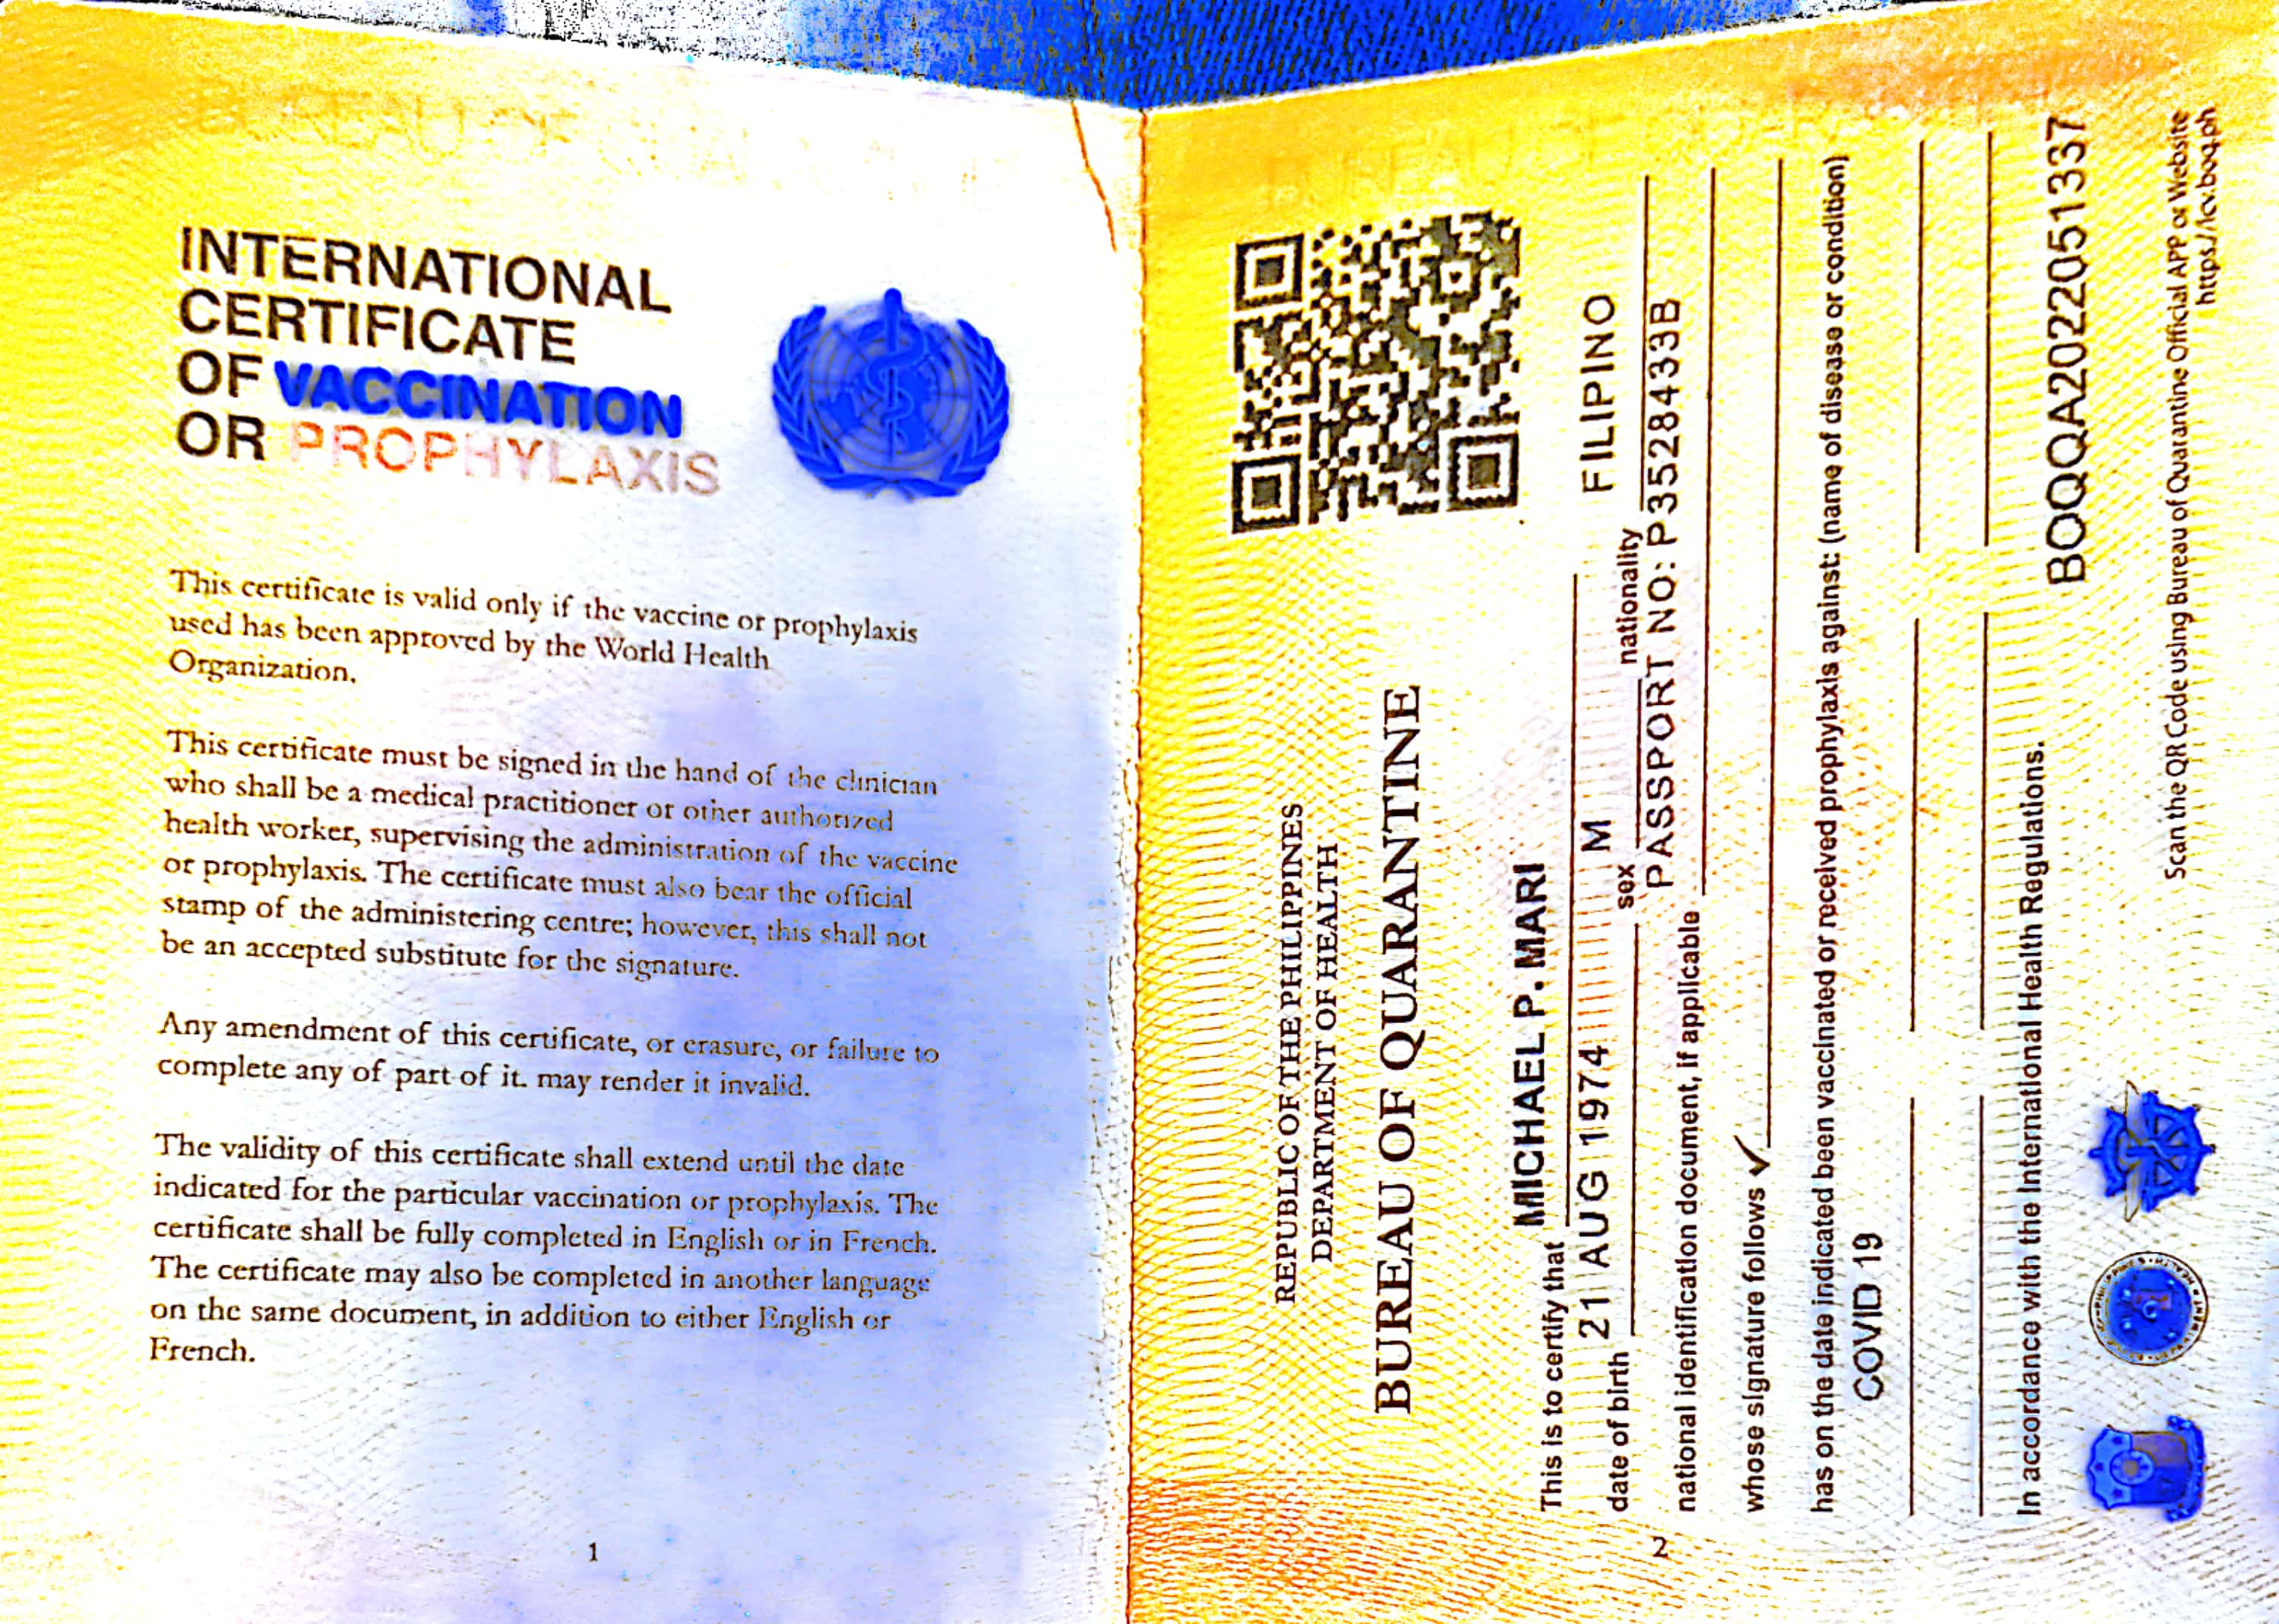 INTERNATIONAL
CERTIFICATE
OF VACCINATION
OR PROPHYLAXIS
This certificate is valid only if the vaccine or prophylaxis
used has been approved by the World Health
Organization.
This certificate must be signed in the hand of the clinician
who shall be a medical practitioner or other authorized
health worker, supervising the administration of the vaccine
or prophylaxis. The certificate must also bear the official
stamp of the administering centre; however, this shall not
be an accepted substitute for the signature.
Any amendment of this certificate, or erasure, or failure to
complete any of part of it. may render it invalid.
The validity of this certificate shall extend until the date
indicated for the particular vaccination or prophylaxis. The
certificate shall be fully completed in English or in French.
The certificate may also be completed in another language
on the same document, in addition to either English or
French.
1
REPUBLIC OF THE PHILIPPINES
DEPARTMENT OF HEALTH
BUREAU OF QUARANTINE
This is to certify that MICHAEL P. MARI
date of birth 21 AUG 1974 sex M nationality FILIPINO
national identification document, if applicable PASSPORT NO: P3528433B
whose signature follows ✓
has on the date indicated been vaccinated or received prophylaxis against: (name of disease or condition)
COVID 19
In accordance with the International Health Regulations.
BOQQA2022051337
Scan the QR Code using Bureau of Quarantine Official APP or Website
https://icv.boq.ph
2